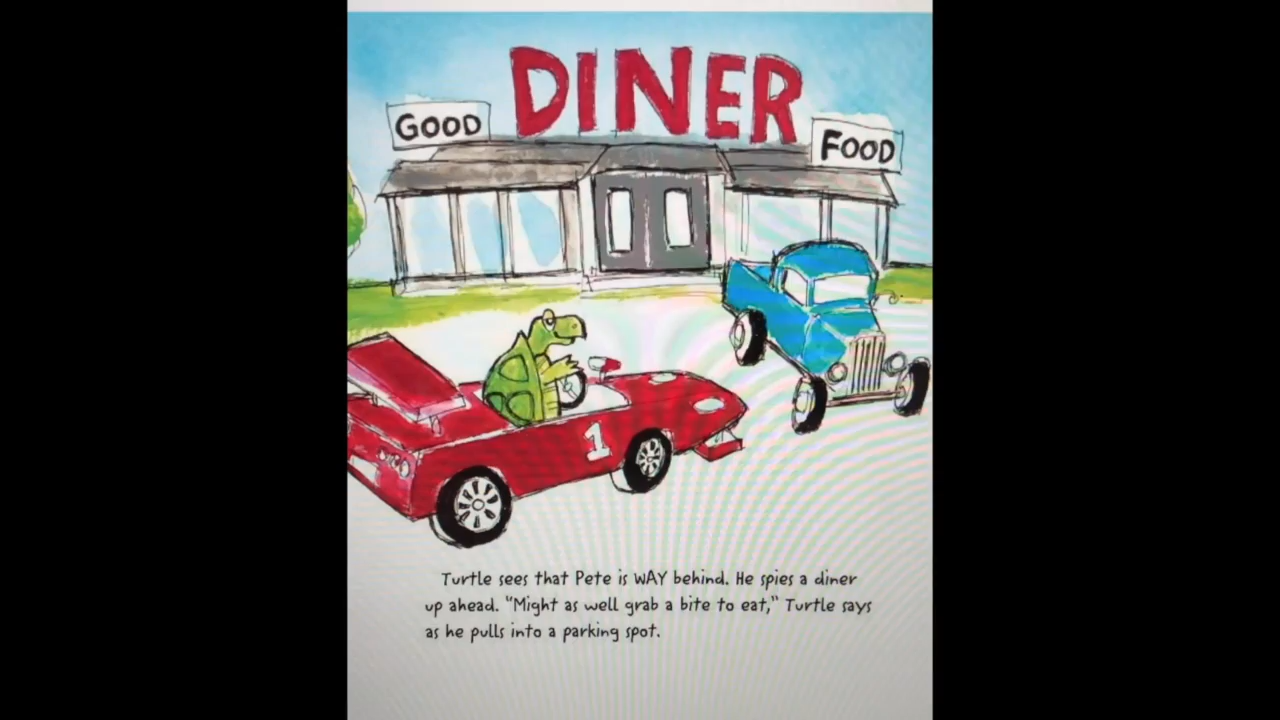 DINER
GOOD
FOOD
1
Turtle sees that Pete is WAY behind. He spies a diner
up ahead. "Might as well grab a bite to eat," Turtle says
as he pulls into a parking spot.